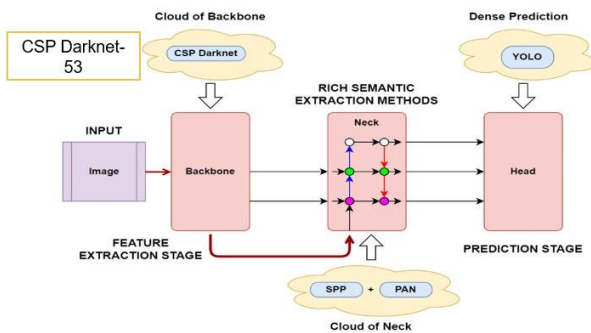 Cloud of Backbone
Dense Prediction
CSP Darknet-
53
CSP Darknet
YOLO
RICH SEMANTIC
EXTRACTION METHODS
INPUT
Neck
Image
Backbone
Head
FEATURE
EXTRACTION STAGE
PREDICTION STAGE
SPP + PAN
Cloud of Neck